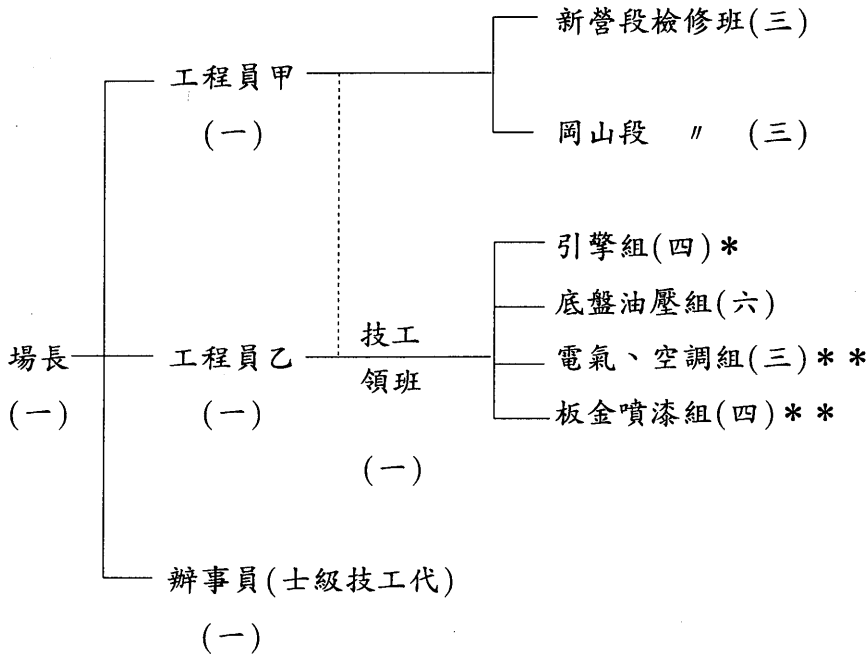 新營段檢修班(三)
工程員甲
(一)
岡山段 〃 (三)
引擎組(四)*
底盤油壓組(六)
場長
(一)
工程員乙
(一)
技工
領班
(一)
電氣、空調組(三)**
板金噴漆組(四)**
辦事員(士級技工代)
(一)